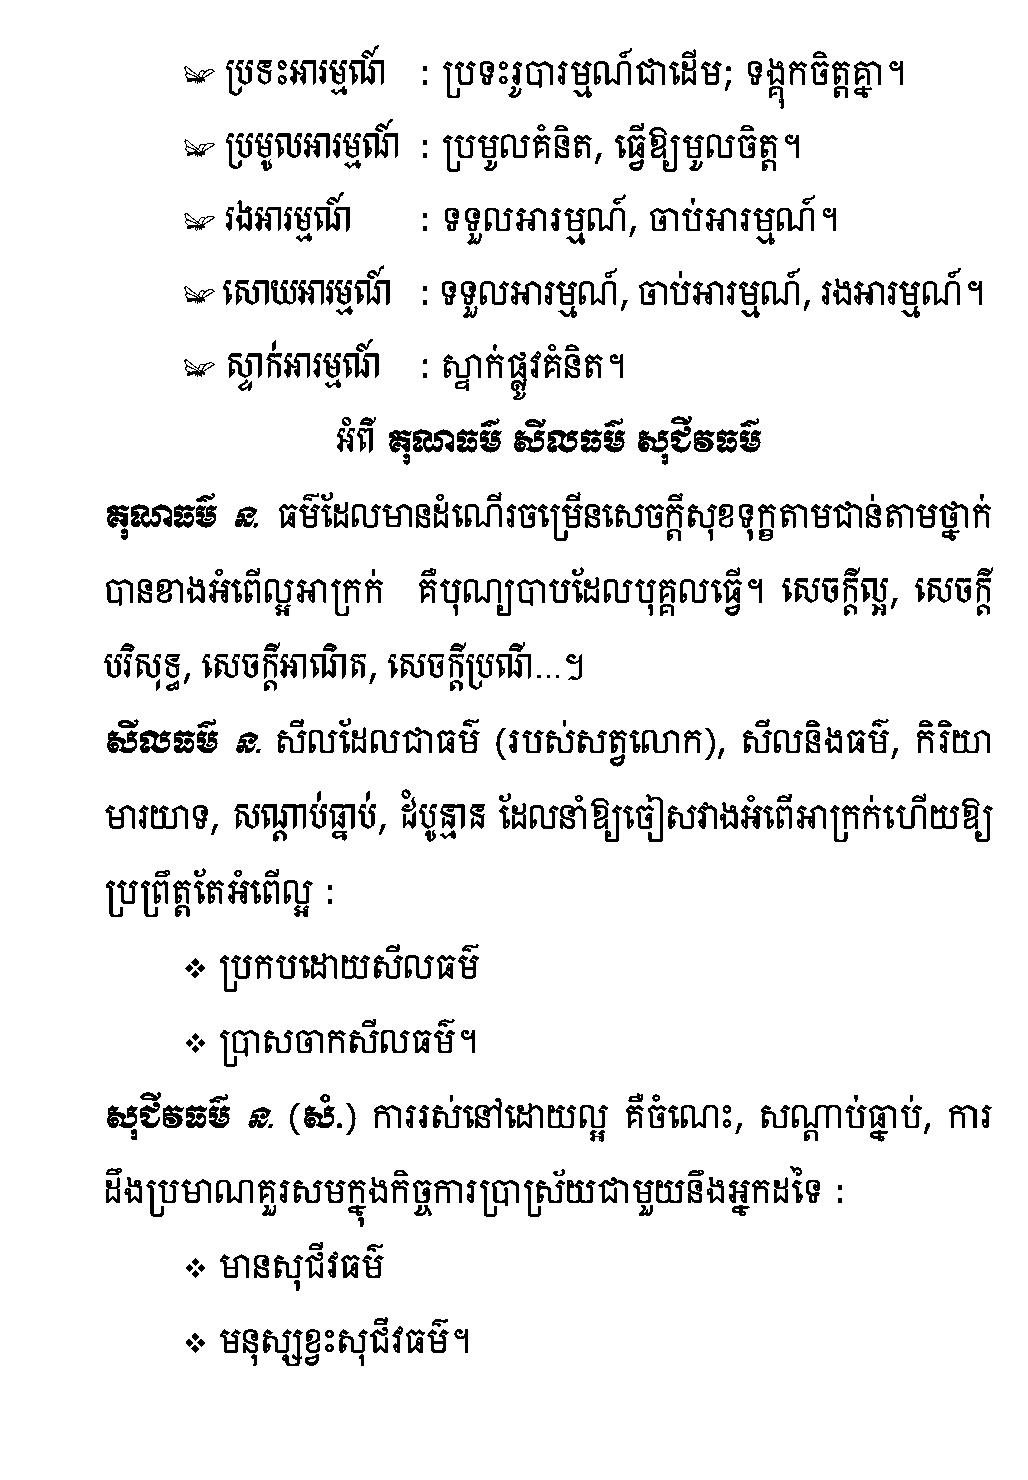 ប្រទះអារម្មណ៍ : ប្រទះរូបារម្មណ៍ជាដើម; ទង្គុកចិត្តគ្នា។
ប្រមូលអារម្មណ៍ : ប្រមូលគំនិត, ធ្វើឱ្យមូលចិត្ត។
រងអារម្មណ៍ : ទទួលអារម្មណ៍, ចាប់អារម្មណ៍។
សោយអារម្មណ៍ : ទទួលអារម្មណ៍, ចាប់អារម្មណ៍, រងអារម្មណ៍។
ស្ទាក់អារម្មណ៍ : ស្ទាក់ផ្លូវគំនិត។
អំពី គុណធម៌ សីលធម៌ សុជីវធម៌
គុណធម៌ ន. ធម៌ដែលមានដំណើរចម្រើនសេចក្ដីសុខទុក្ខតាមជាន់តាមថ្នាក់
បានខាងអំពើល្អអាក្រក់ គឺបុណ្យបាបដែលបុគ្គលធ្វើ។ សេចក្ដីល្អ, សេចក្ដី
បរិសុទ្ធ, សេចក្ដីអាណិត, សេចក្ដីប្រណី...។
សីលធម៌ ន. សីលដែលជាធម៌ (របស់សត្វលោក), សីលនិងធម៌, កិរិយា
មារយាទ, សណ្ដាប់ធ្នាប់, ដំបូន្មាន ដែលនាំឱ្យចៀសវាងអំពើអាក្រក់ហើយឱ្យ
ប្រព្រឹត្តតែអំពើល្អ :
❖ ប្រកបដោយសីលធម៌
❖ ប្រាសចាកសីលធម៌។
សុជីវធម៌ ន. (សំ.) ការរស់នៅដោយល្អ គឺចំណេះ, សណ្ដាប់ធ្នាប់, ការ
ដឹងប្រមាណគួរសមក្នុងកិច្ចការប្រាស្រ័យជាមួយនឹងអ្នកដទៃ :
❖ មានសុជីវធម៌
❖ មនុស្សខ្វះសុជីវធម៌។